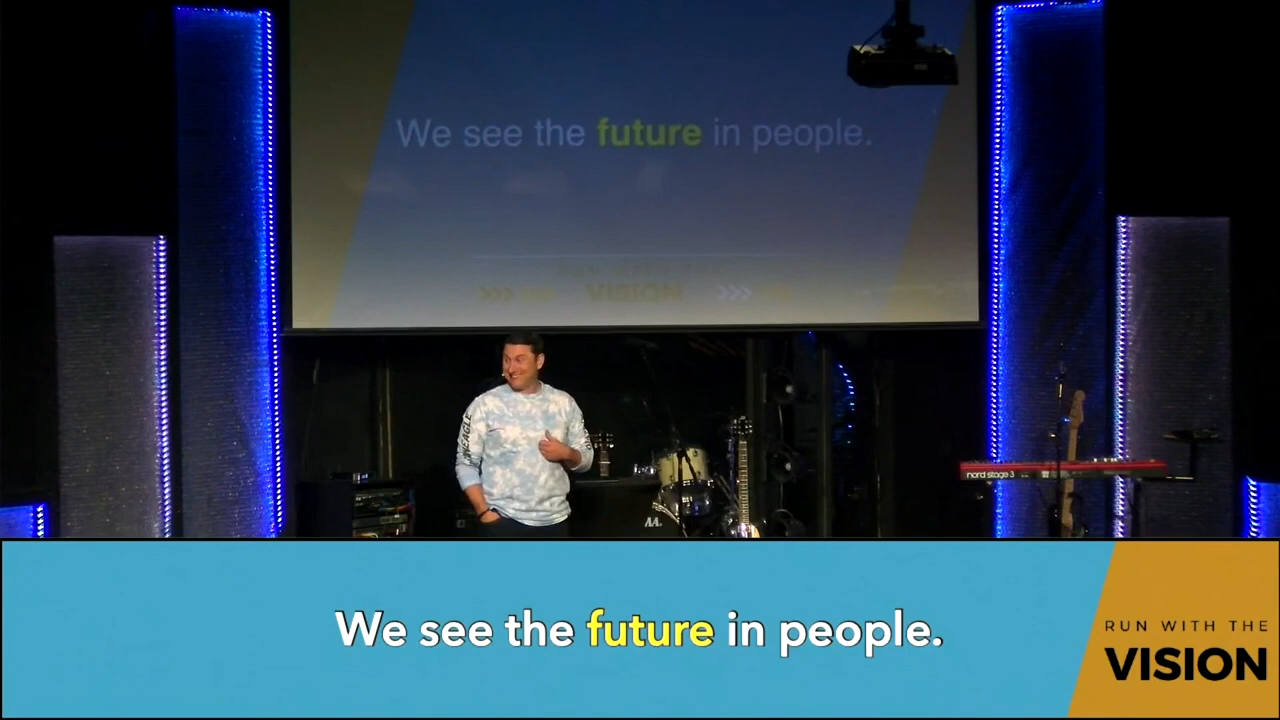 We see the future in people.
VISION
nord stage 3
We see the future in people.
RUN WITH THE
VISION